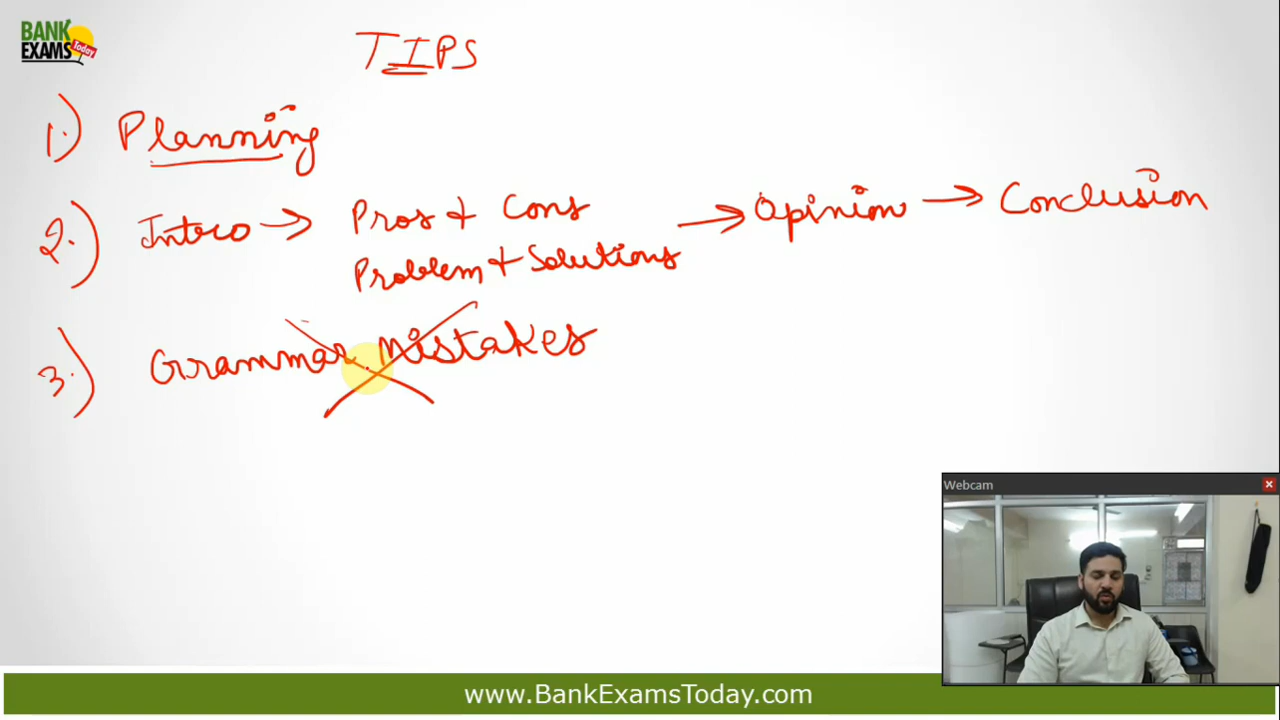 BANK
EXAMS
Today
TIPS
1.) Planning
2.) Intro → Pros + Cons → Opinion → Conclusion
Problem + Solutions
3.) Grammar Mistakes
Webcam
www.BankExamsToday.com